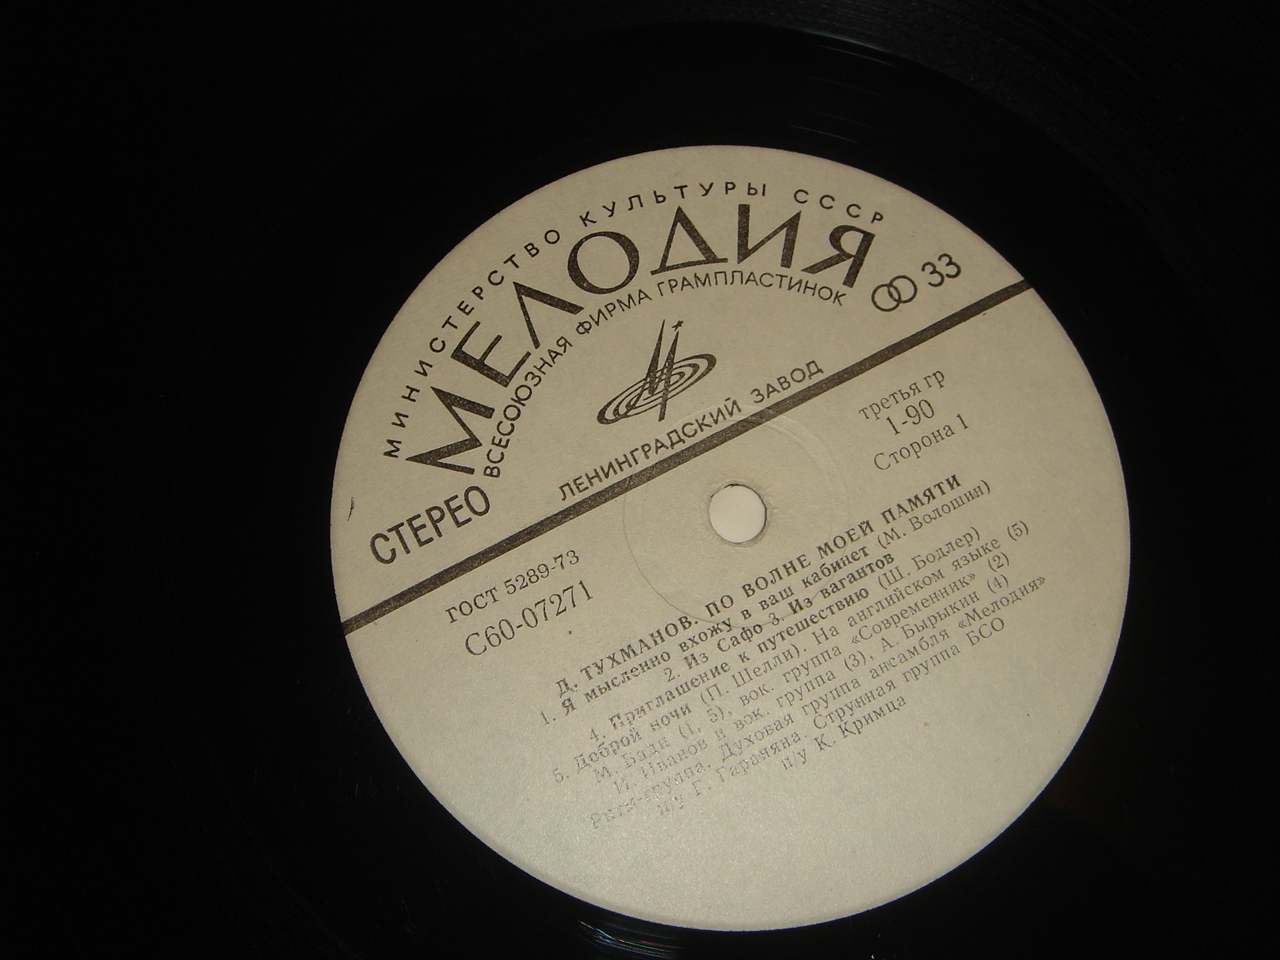 МИНИСТЕРСТВО КУЛЬТУРЫ СССР
МЕЛОДИЯ
ВСЕСОЮЗНАЯ ФИРМА ГРАМПЛАСТИНОК
33
ЛЕНИНГРАДСКИЙ ЗАВОД
СТЕРЕО
третья гр
1-90
Сторона 1
ГОСТ 5289-73
С60-07271
Д. ТУХМАНОВ. ПО ВОЛНЕ МОЕЙ ПАМЯТИ
1. Я мысленно вхожу в ваш кабинет (М. Волошин)
2. Из Сафо 3. Из вагантов
4. Приглашение к путешествию (Ш. Бодлер)
5. Доброй ночи (П. Шелли). На английском языке (5)
М. Бади (1, 5), вок. группа «Современник» (2)
И. Иванов и вок. группа (3), А. Бырыкин (4)
Ритм-группа. Духовая группа ансамбля «Мелодия»
п/у Г. Гараняна. Струнная группа БСО
п/у К. Кримца